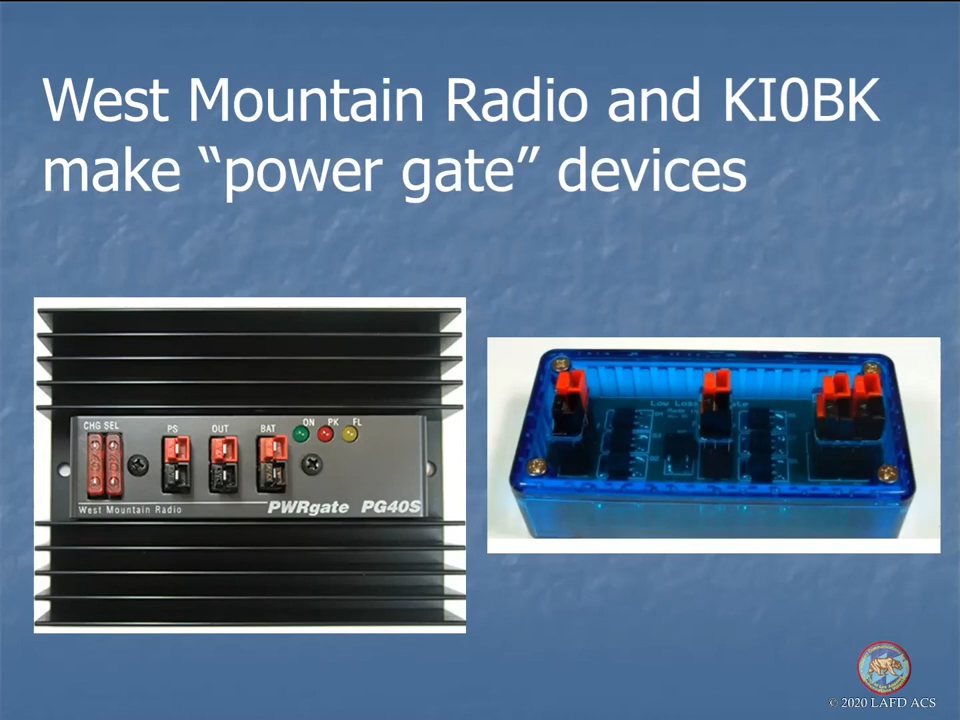 West Mountain Radio and KI0BK
make “power gate” devices
CHG SEL
PS
OUT
BAT
ON PK FL
West Mountain Radio
PWRgate PG40S
Low Loss
© 2020 LAFD ACS